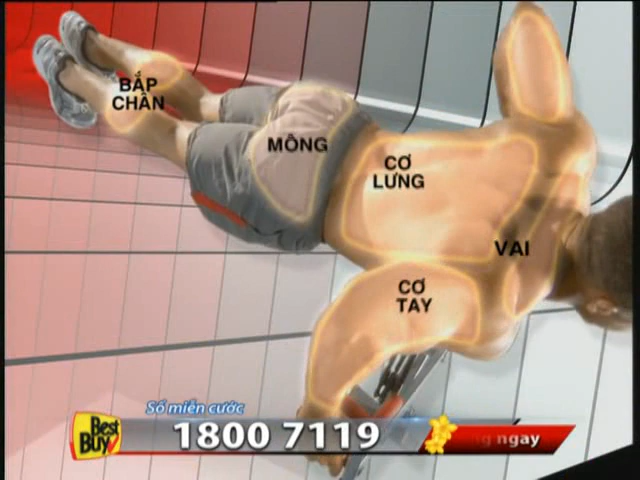 BẮP
CHÂN
MÔNG
CƠ
LƯNG
VAI
CƠ
TAY
Số miễn cước
Best
Buy
1800 7119
ngay